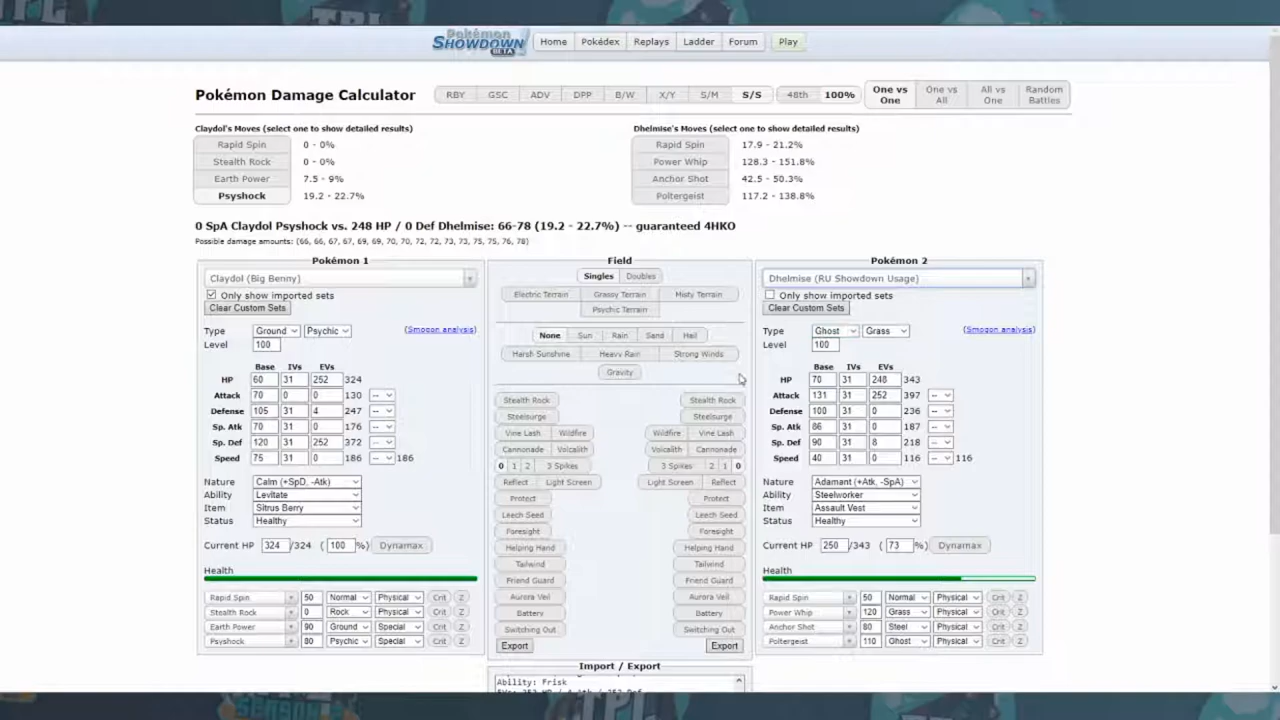 TPL
Pokémon SHOWDOWN BETA Home Pokédex Replays Ladder Forum Play
Pokémon Damage Calculator RBY GSC ADV DPP B/W X/Y S/M S/S 48th 100% One vs One One vs All All vs One Random Battles
Claydol's Moves (select one to show detailed results) Dhelmise's Moves (select one to show detailed results)
Rapid Spin 0 - 0% Rapid Spin 17.9 - 21.2%
Stealth Rock 0 - 0% Power Whip 128.3 - 151.8%
Earth Power 7.5 - 9% Anchor Shot 42.5 - 50.3%
Psyshock 19.2 - 22.7% Poltergeist 117.2 - 138.8%
0 SpA Claydol Psyshock vs. 248 HP / 0 Def Dhelmise: 66-78 (19.2 - 22.7%) -- guaranteed 4HKO
Possible damage amounts: (66, 66, 67, 67, 69, 69, 70, 70, 72, 72, 73, 73, 75, 75, 76, 78)
Pokémon 1
Claydol (Big Benny)
Only show imported sets
Clear Custom Sets
Type Ground Psychic (Smogon analysis)
Level 100
Base IVs EVs
HP 60 31 252 324
Attack 70 0 0 130 --
Defense 105 31 4 247 --
Sp. Atk 70 31 0 176 --
Sp. Def 120 31 252 372 --
Speed 75 31 0 186 -- 186
Nature Calm (+SpD, -Atk)
Ability Levitate
Item Sitrus Berry
Status Healthy
Current HP 324 /324 ( 100 %) Dynamax
Health
Rapid Spin 50 Normal Physical Crit Z
Stealth Rock 0 Rock Physical Crit Z
Earth Power 90 Ground Special Crit Z
Psyshock 80 Psychic Special Crit Z
Field
Singles Doubles
Electric Terrain Grassy Terrain Misty Terrain
Psychic Terrain
None Sun Rain Sand Hail
Harsh Sunshine Heavy Rain Strong Winds
Gravity
Stealth Rock Stealth Rock
Steelsurge Steelsurge
Vine Lash Wildfire Wildfire Vine Lash
Cannonade Volcalith Volcalith Cannonade
0 1 2 3 Spikes 3 Spikes 2 1 0
Reflect Light Screen Light Screen Reflect
Protect Protect
Leech Seed Leech Seed
Foresight Foresight
Helping Hand Helping Hand
Tailwind Tailwind
Friend Guard Friend Guard
Aurora Veil Aurora Veil
Battery Battery
Switching Out Switching Out
Export Export
Pokémon 2
Dhelmise (RU Showdown Usage)
Only show imported sets
Clear Custom Sets
Type Ghost Grass (Smogon analysis)
Level 100
Base IVs EVs
HP 70 31 248 343
Attack 131 31 252 397 --
Defense 100 31 0 236 --
Sp. Atk 86 31 0 187 --
Sp. Def 90 31 8 218 --
Speed 40 31 0 116 -- 116
Nature Adamant (+Atk, -SpA)
Ability Steelworker
Item Assault Vest
Status Healthy
Current HP 250 /343 ( 73 %) Dynamax
Health
Rapid Spin 50 Normal Physical Crit Z
Power Whip 120 Grass Physical Crit Z
Anchor Shot 80 Steel Physical Crit Z
Poltergeist 110 Ghost Physical Crit Z
Import / Export
Ability: Frisk
SEASON
TPL